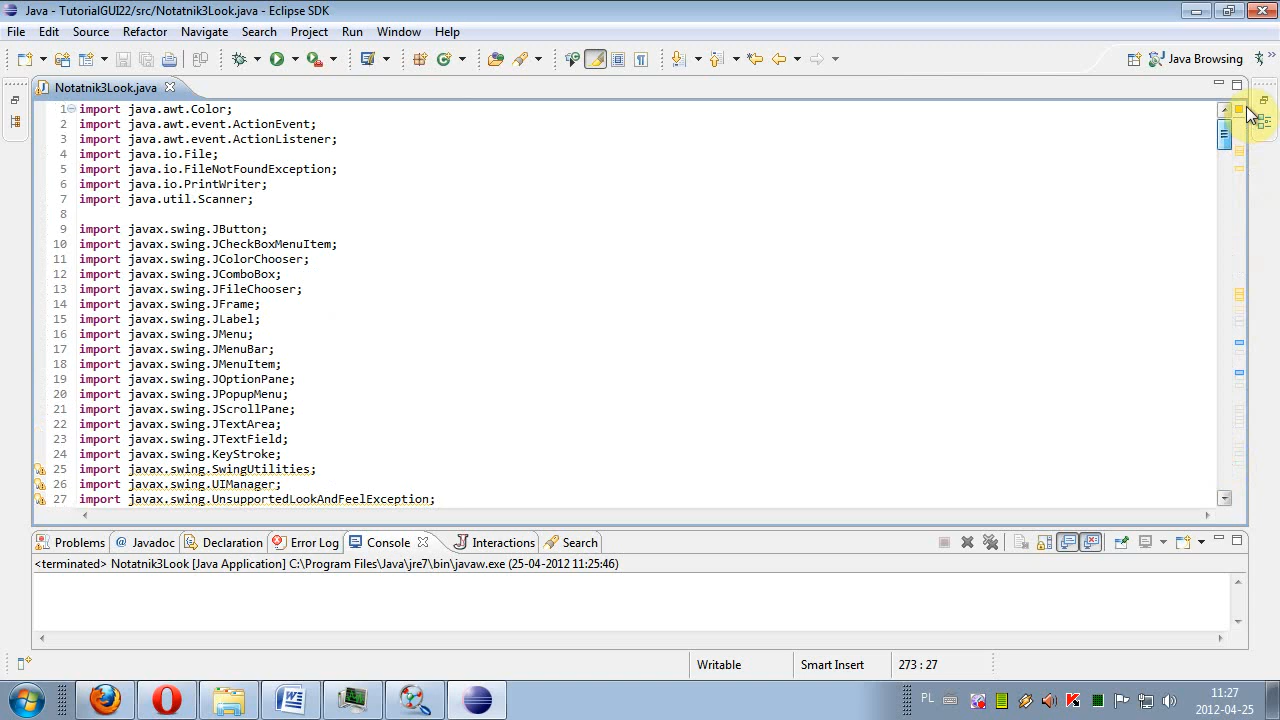 Java - TutorialGUI22/src/Notatnik3Look.java - Eclipse SDK
File Edit Source Refactor Navigate Search Project Run Window Help
Java Browsing
Notatnik3Look.java
1 import java.awt.Color;
2 import java.awt.event.ActionEvent;
3 import java.awt.event.ActionListener;
4 import java.io.File;
5 import java.io.FileNotFoundException;
6 import java.io.PrintWriter;
7 import java.util.Scanner;
8
9 import javax.swing.JButton;
10 import javax.swing.JCheckBoxMenuItem;
11 import javax.swing.JColorChooser;
12 import javax.swing.JComboBox;
13 import javax.swing.JFileChooser;
14 import javax.swing.JFrame;
15 import javax.swing.JLabel;
16 import javax.swing.JMenu;
17 import javax.swing.JMenuBar;
18 import javax.swing.JMenuItem;
19 import javax.swing.JOptionPane;
20 import javax.swing.JPopupMenu;
21 import javax.swing.JScrollPane;
22 import javax.swing.JTextArea;
23 import javax.swing.JTextField;
24 import javax.swing.KeyStroke;
25 import javax.swing.SwingUtilities;
26 import javax.swing.UIManager;
27 import javax.swing.UnsupportedLookAndFeelException;
Problems @ Javadoc Declaration Error Log Console Interactions Search
<terminated> Notatnik3Look [Java Application] C:\Program Files\Java\jre7\bin\javaw.exe (25-04-2012 11:25:46)
Writable Smart Insert 273 : 27
PL 11:27
2012-04-25